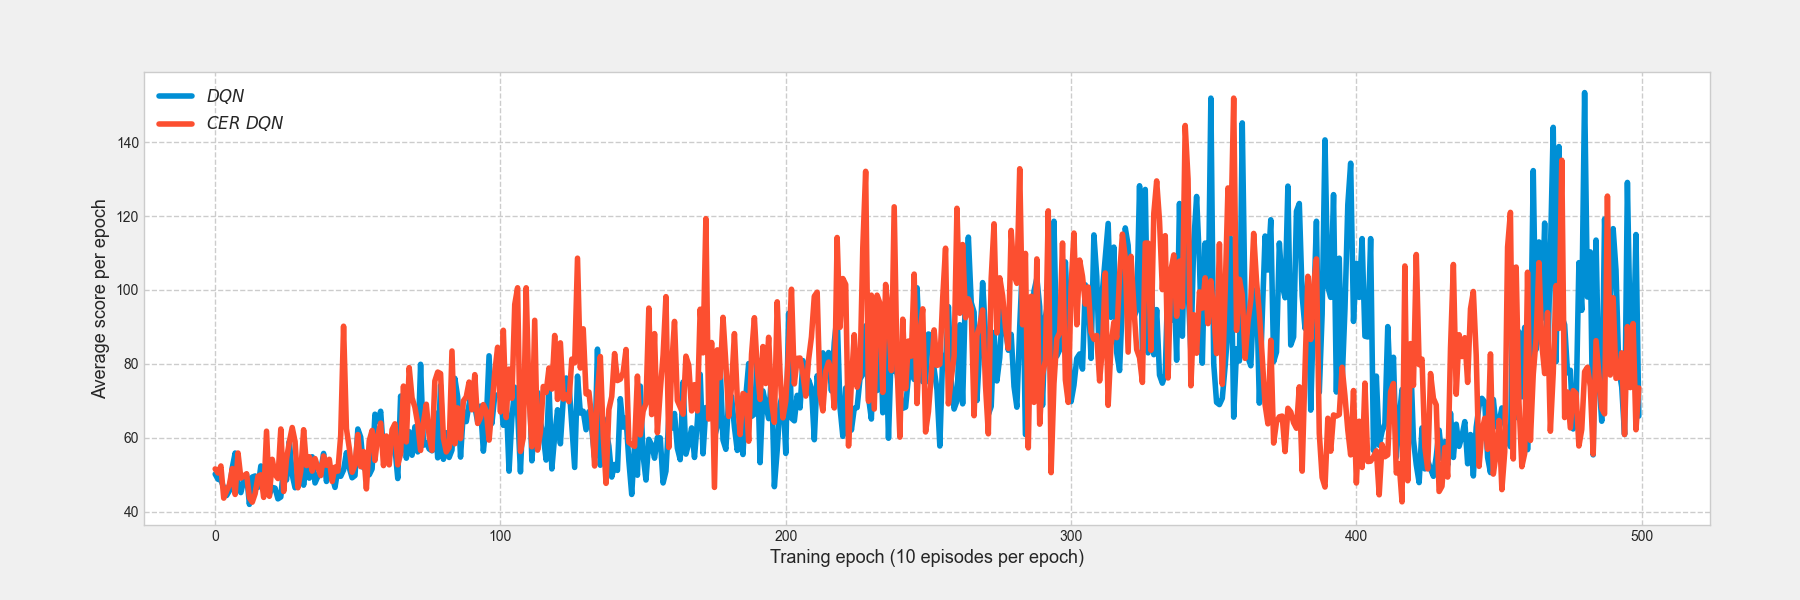 DQN
CER DQN
140
120
100
80
60
40
Average score per epoch
0 100 200 300 400 500
Traning epoch (10 episodes per epoch)